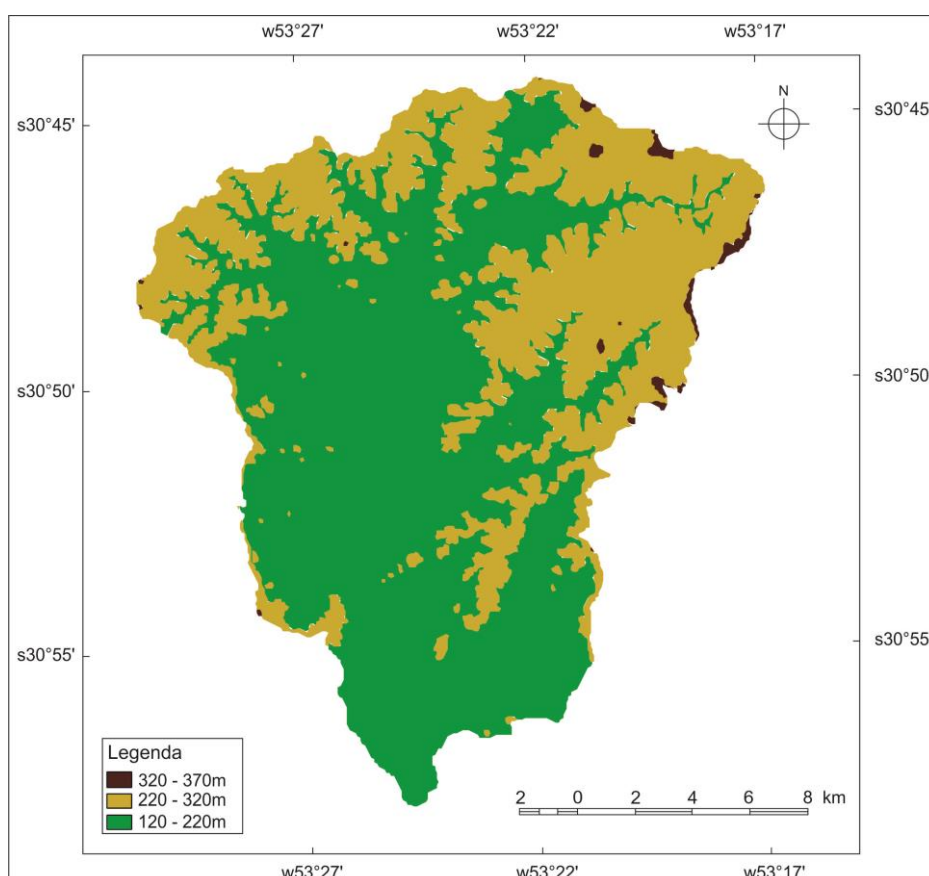 w53°27' w53°22' w53°17'
N
s30°45' s30°45'
s30°50' s30°50'
s30°55' s30°55'
Legenda
320 - 370m
220 - 320m
120 - 220m
2 0 2 4 6 8 km
w53°27' w53°22' w53°17'